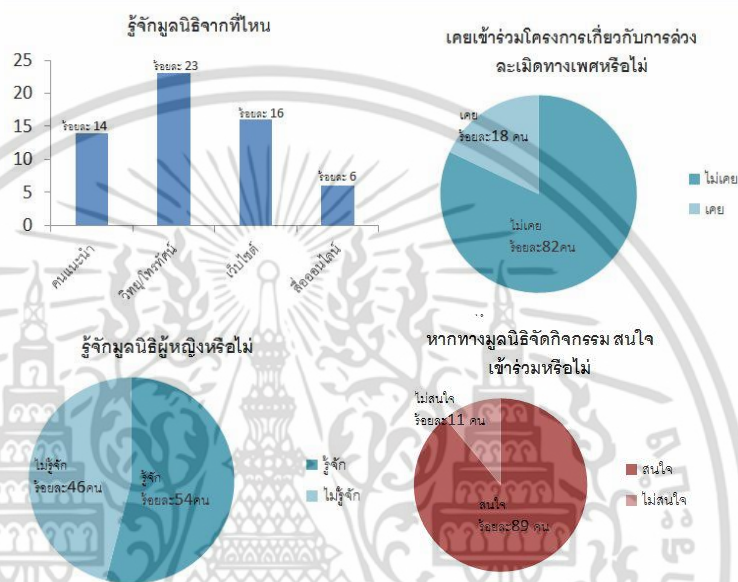 รู้จักมูลนิธิจากที่ไหน
25
20
15
10
5
0
ร้อยละ 14
ร้อยละ 23
ร้อยละ 16
ร้อยละ 6
คนแนะนำ
วิทยุ/โทรทัศน์
เว็บไซต์
สื่อออนไลน์
เคยเข้าร่วมโครงการเกี่ยวกับการล่วง
ละเมิดทางเพศหรือไม่
เคย
ร้อยละ18 คน
ไม่เคย
ร้อยละ82คน
ไม่เคย
เคย
รู้จักมูลนิธิผู้หญิงหรือไม่
ไม่รู้จัก
ร้อยละ46คน
รู้จัก
ร้อยละ54คน
รู้จัก
ไม่รู้จัก
หากทางมูลนิธิจัดกิจกรรม สนใจ
เข้าร่วมหรือไม่
ไม่สนใจ
ร้อยละ11 คน
สนใจ
ร้อยละ89 คน
สนใจ
ไม่สนใจ